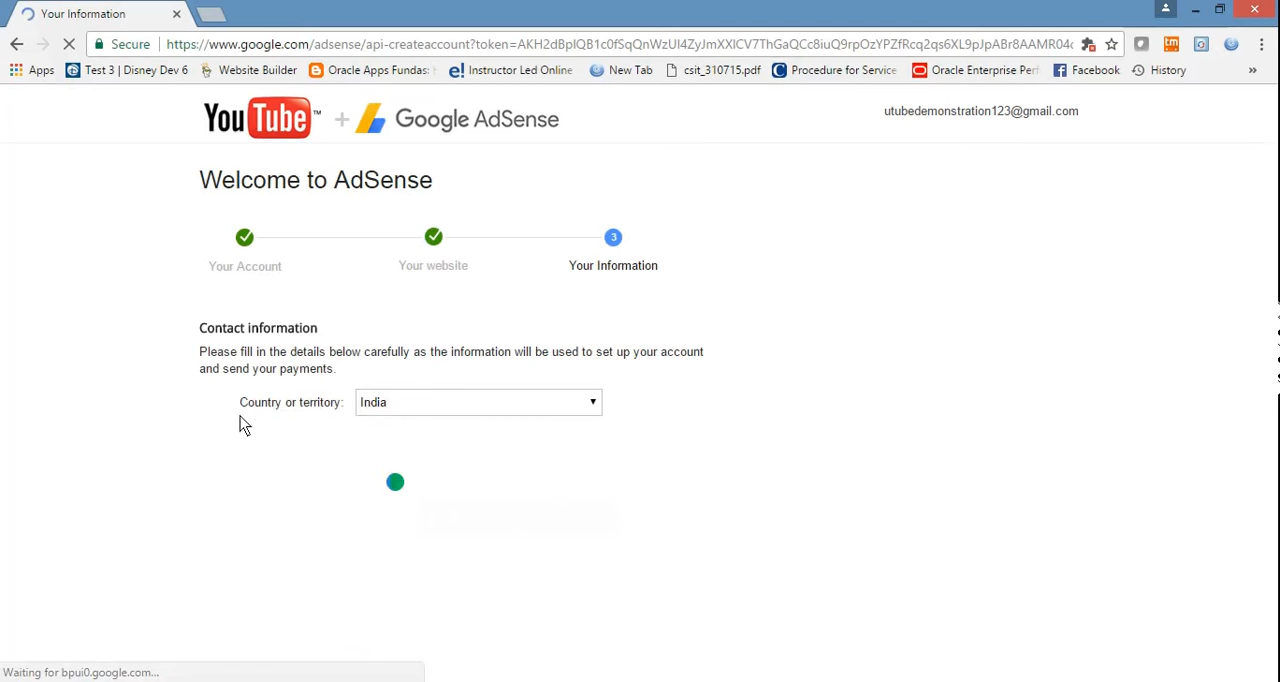 Your Information
Secure https://www.google.com/adsense/api-createaccount?token=AKH2dBplQB1c0fSqQnWzUI4ZyJmXXlCV7ThGaQCc8iuQ9rpOzYPZfRcq2qs6XL9pJpABr8AAMR04c
Apps Test 3 | Disney Dev 6 Website Builder Oracle Apps Fundas: Instructor Led Online New Tab csit_310715.pdf Procedure for Service Oracle Enterprise Perf Facebook History »
YouTube™ + Google AdSense utubedemonstration123@gmail.com
Welcome to AdSense
3
Your Account Your website Your Information
Contact information
Please fill in the details below carefully as the information will be used to set up your account
and send your payments.
Country or territory: India
Waiting for bpui0.google.com...